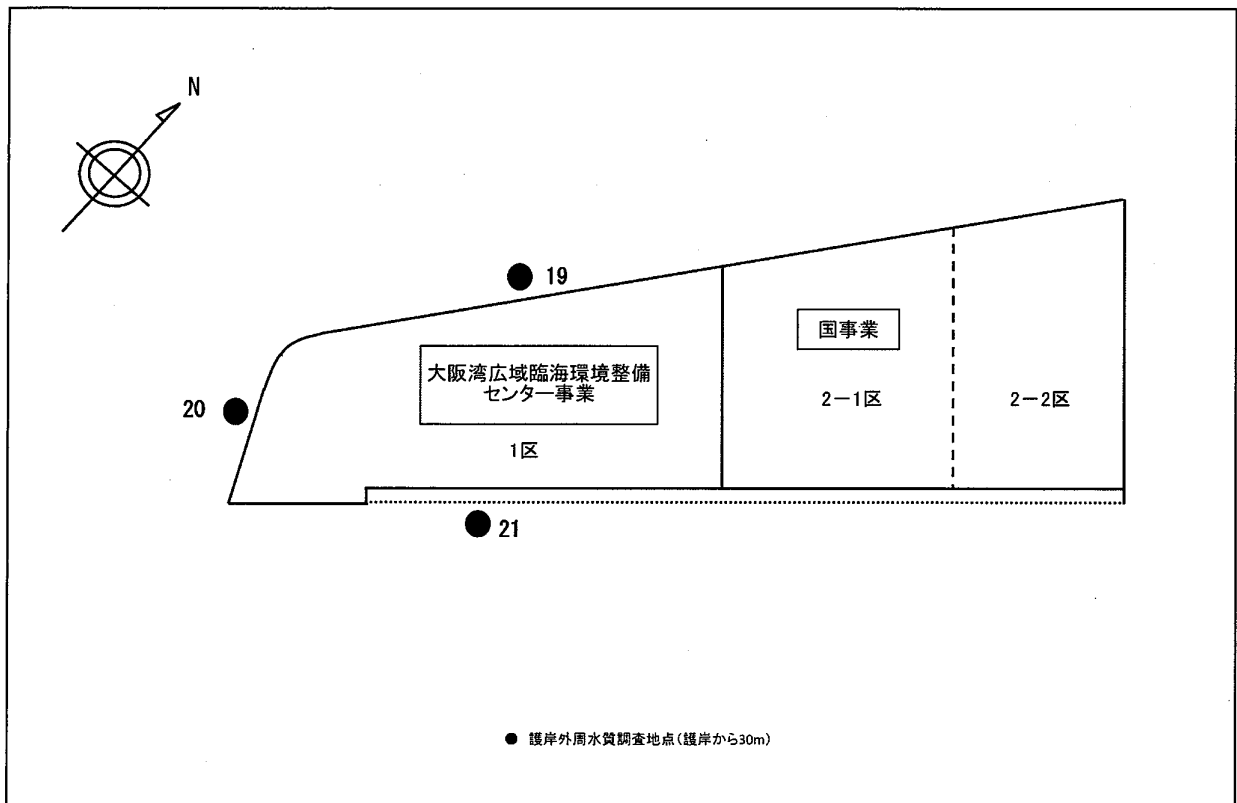 N
19
国事業
大阪湾広域臨海環境整備
センター事業
20
2－1区
2－2区
1区
21
● 護岸外周水質調査地点(護岸から30m)